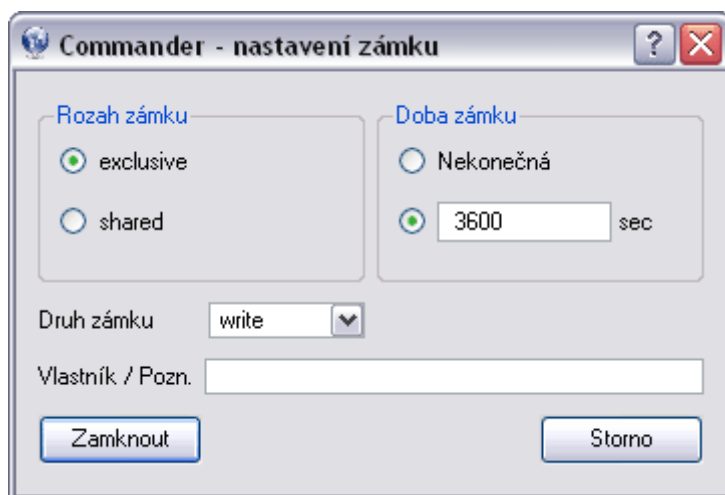 Commander - nastavení zámku
Rozah zámku
exclusive
shared
Doba zámku
Nekonečná
3600 sec
Druh zámku write
Vlastník / Pozn.
Zamknout Storno